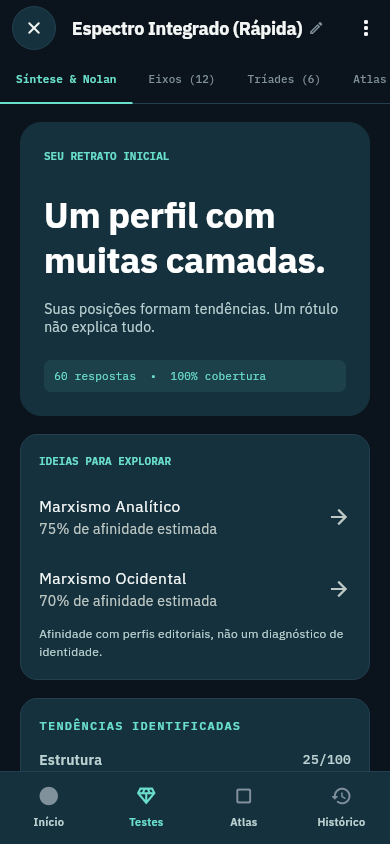 Espectro Integrado (Rápida)
Síntese & Nolan
Eixos (12)
Tríades (6)
Atlas
SEU RETRATO INICIAL
Um perfil com
muitas camadas.
Suas posições formam tendências. Um rótulo
não explica tudo.
60 respostas • 100% cobertura
IDEIAS PARA EXPLORAR
Marxismo Analítico
75% de afinidade estimada
Marxismo Ocidental
70% de afinidade estimada
Afinidade com perfis editoriais, não um diagnóstico de
identidade.
TENDÊNCIAS IDENTIFICADAS
Estrutura 25/100
Início
Testes
Atlas
Histórico